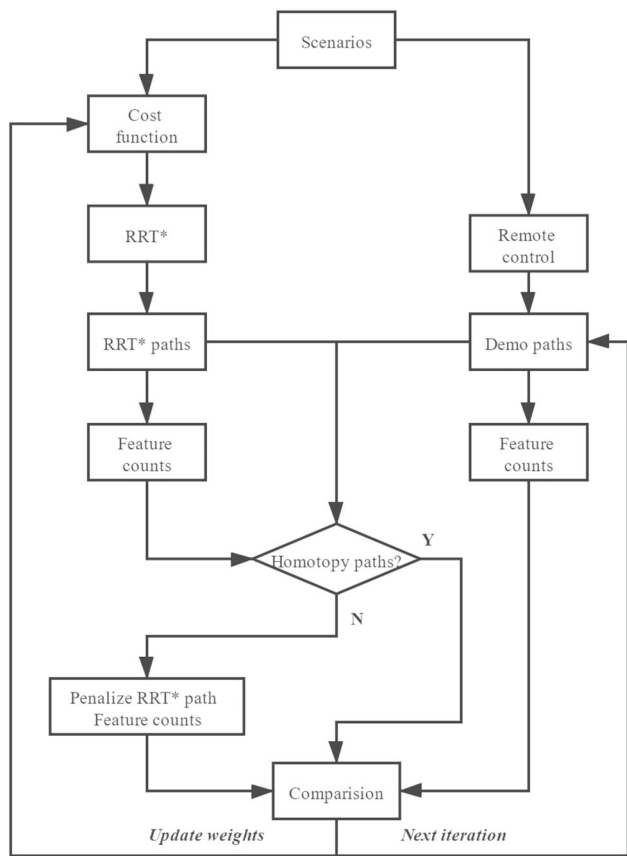 Scenarios
Cost
function
RRT*
Remote
control
RRT* paths
Demo paths
Feature
counts
Feature
counts
Homotopy paths?
Y
N
Penalize RRT* path
Feature counts
Comparision
Update weights
Next iteration